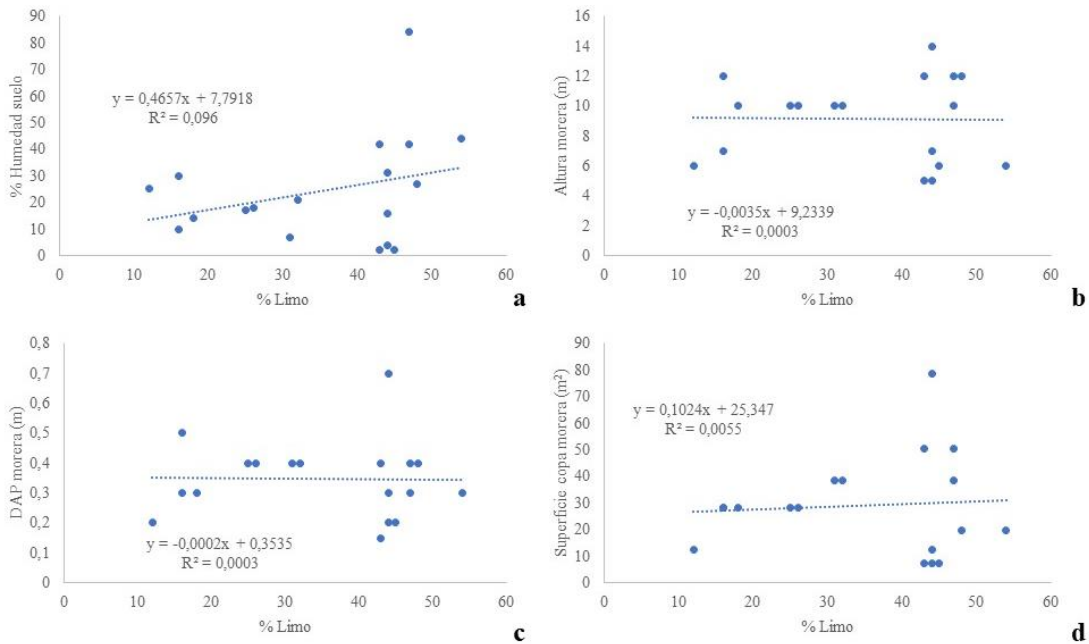 % Humedad suelo
90
80
70
60
50
40
30
20
10
0
y = 0,4657x + 7,7918
R² = 0,096
0 10 20 30 40 50 60
% Limo
a
Altura morera (m)
16
14
12
10
8
6
4
2
0
y = -0,0035x + 9,2339
R² = 0,0003
0 10 20 30 40 50 60
% Limo
b
DAP morera (m)
0,8
0,7
0,6
0,5
0,4
0,3
0,2
0,1
0
y = -0,0002x + 0,3535
R² = 0,0003
0 10 20 30 40 50 60
% Limo
c
Superficie copa morera (m²)
90
80
70
60
50
40
30
20
10
0
y = 0,1024x + 25,347
R² = 0,0055
0 10 20 30 40 50 60
% Limo
d